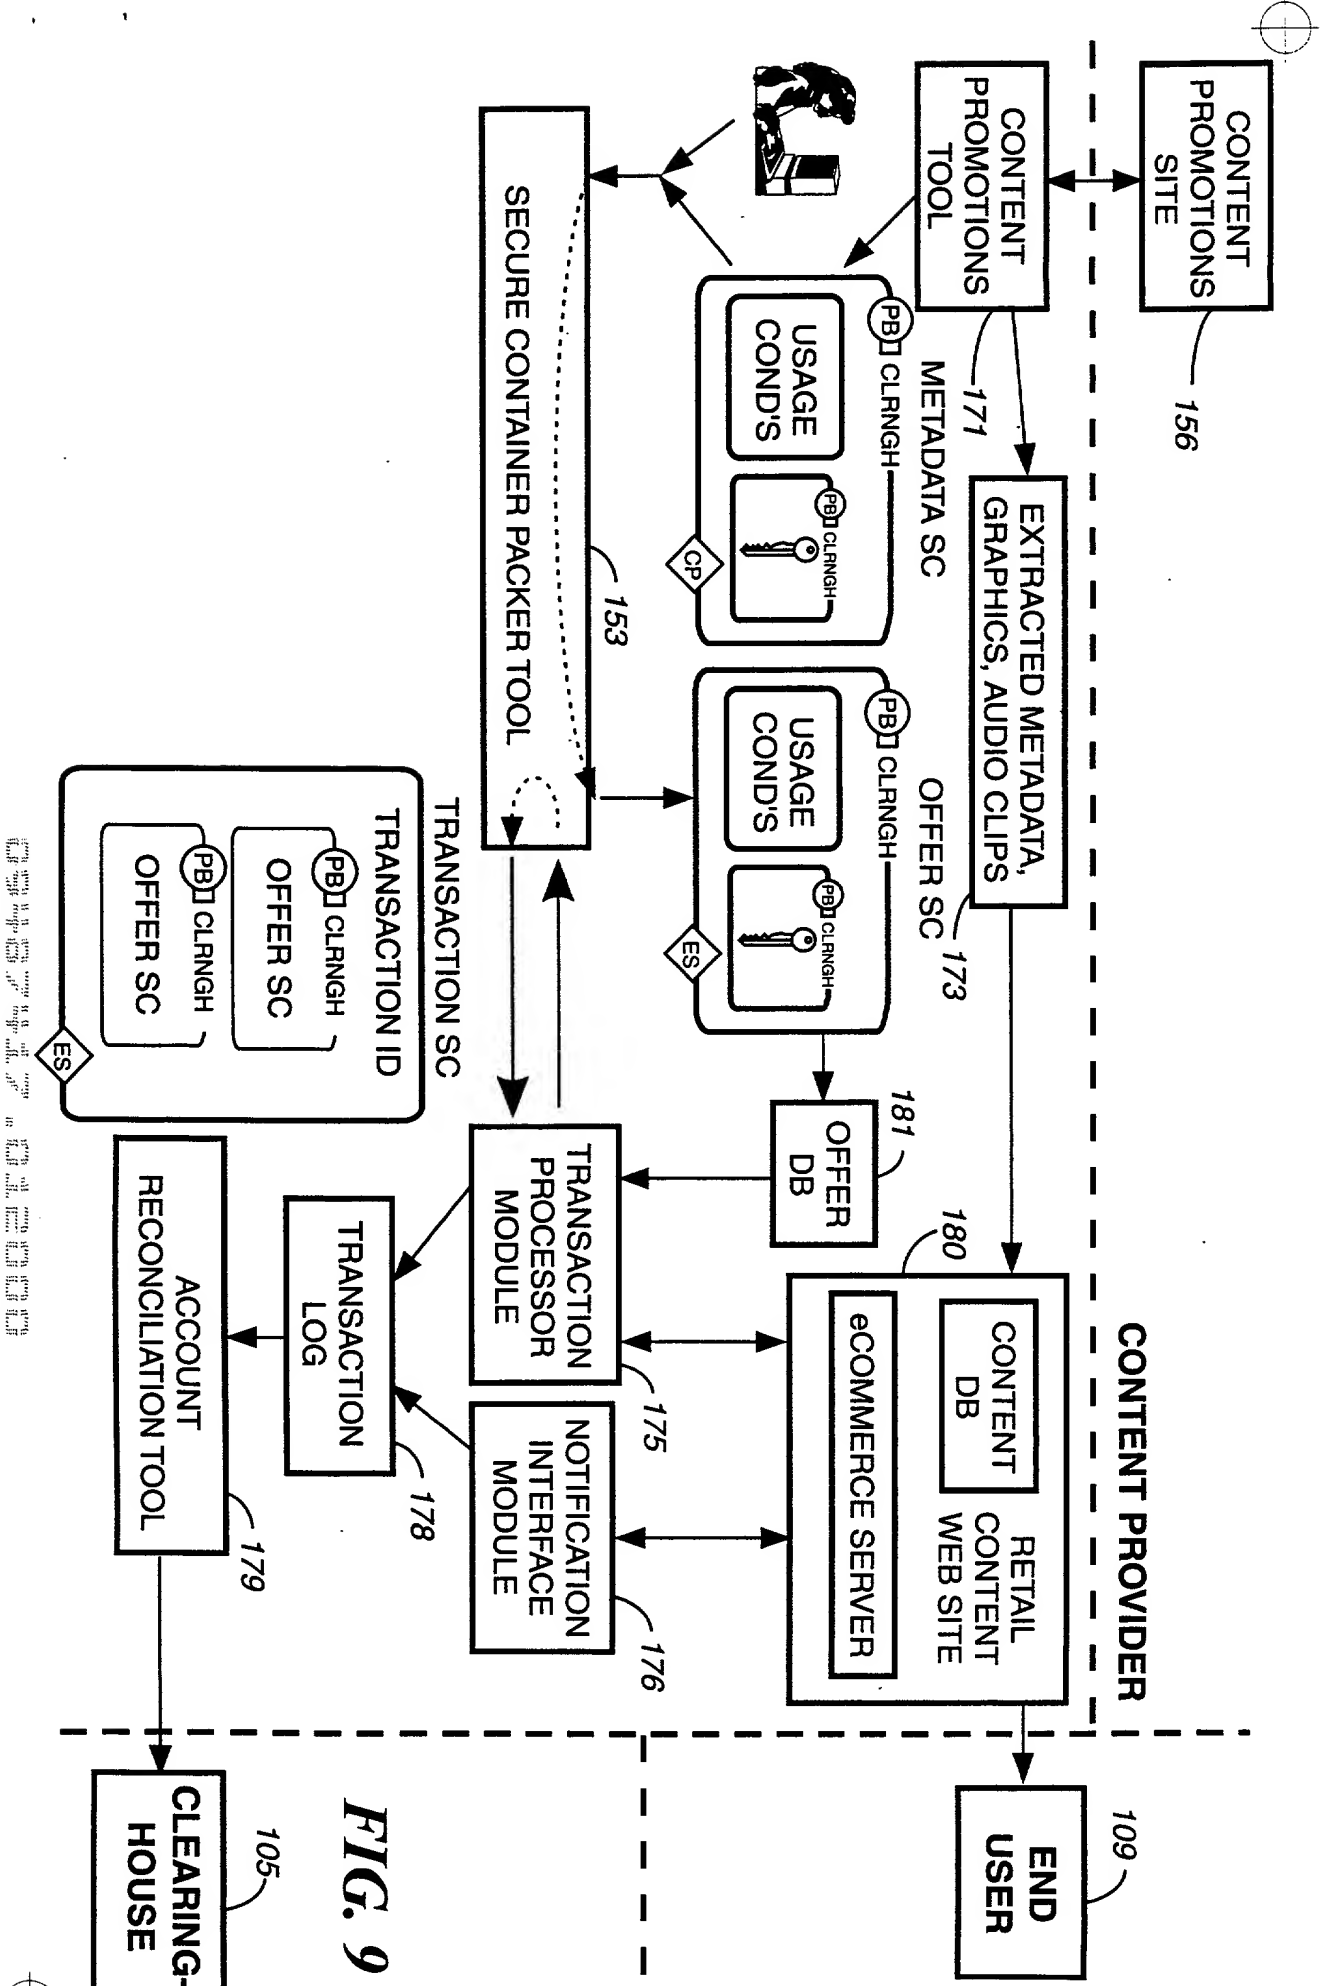 CONTENT PROVIDER
CONTENT
PROMOTIONS
SITE
156
CONTENT
PROMOTIONS
TOOL
171
EXTRACTED METADATA,
GRAPHICS, AUDIO CLIPS
173
180
CONTENT
DB
RETAIL
CONTENT
WEB SITE
eCOMMERCE SERVER
109
END
USER
METADATA SC
PB CLRNGH
USAGE
COND'S
PB CLRNGH
CP
OFFER SC
PB CLRNGH
USAGE
COND'S
PB CLRNGH
ES
181
OFFER
DB
153
SECURE CONTAINER PACKER TOOL
TRANSACTION
PROCESSOR
MODULE
175
NOTIFICATION
INTERFACE
MODULE
176
TRANSACTION SC
TRANSACTION ID
PB CLRNGH
OFFER SC
PB CLRNGH
OFFER SC
ES
TRANSACTION
LOG
178
ACCOUNT
RECONCILIATION TOOL
179
FIG. 9
105
CLEARING-
HOUSE
09487417.012000